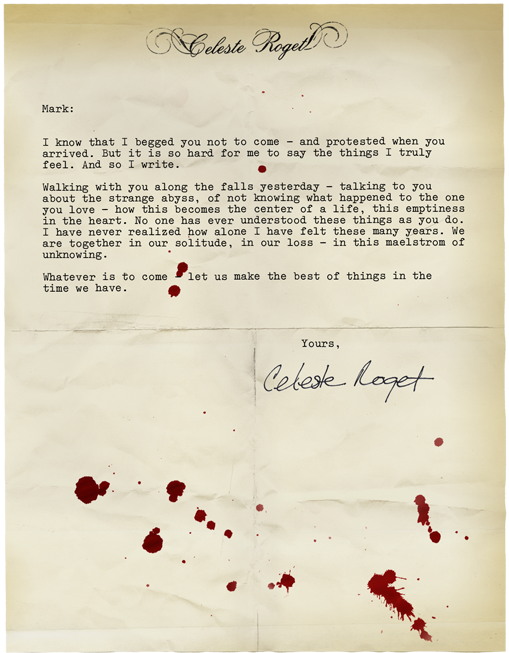 Celeste Roget
Mark:
I know that I begged you not to come – and protested when you
arrived. But it is so hard for me to say the things I truly
feel. And so I write.
Walking with you along the falls yesterday – talking to you
about the strange abyss, of not knowing what happened to the one
you love – how this becomes the center of a life, this emptiness
in the heart. No one has ever understood these things as you do.
I have never realized how alone I have felt these many years. We
are together in our solitude, in our loss – in this maelstrom of
unknowing.
Whatever is to come – let us make the best of things in the
time we have.
Yours,
Celeste Roget